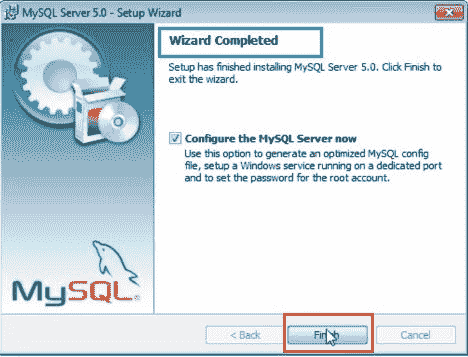 MySQL Server 5.0 - Setup Wizard
Wizard Completed
Setup has finished installing MySQL Server 5.0. Click Finish to
exit the wizard.
Configure the MySQL Server now
Use this option to generate an optimized MySQL config
file, setup a Windows service running on a dedicated port
and to set the password for the root account.
MySQL®
< Back
Finish
Cancel